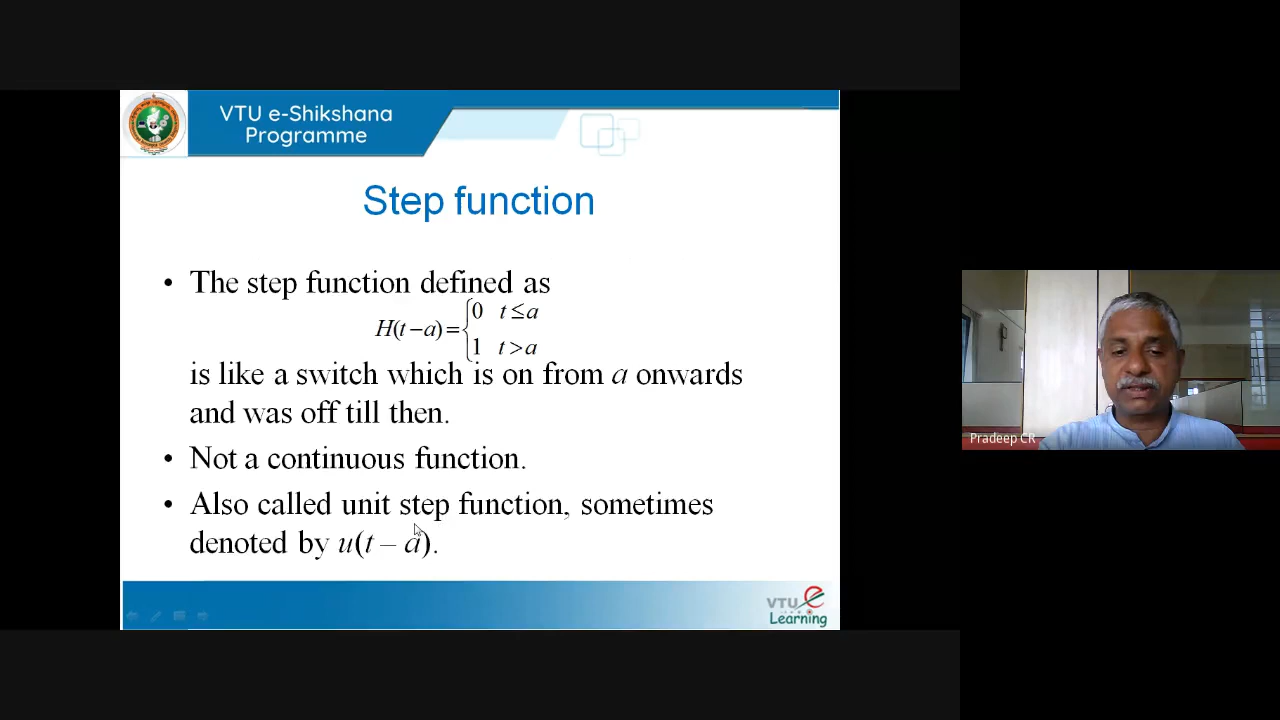 VTU e-Shikshana
Programme
Step function
• The step function defined as
H(t − a) = { 0 t ≤ a
1 t > a
is like a switch which is on from a onwards
and was off till then.
• Not a continuous function.
• Also called unit step function, sometimes
denoted by u(t – a).
VTU e
Learning
Pradeep CR